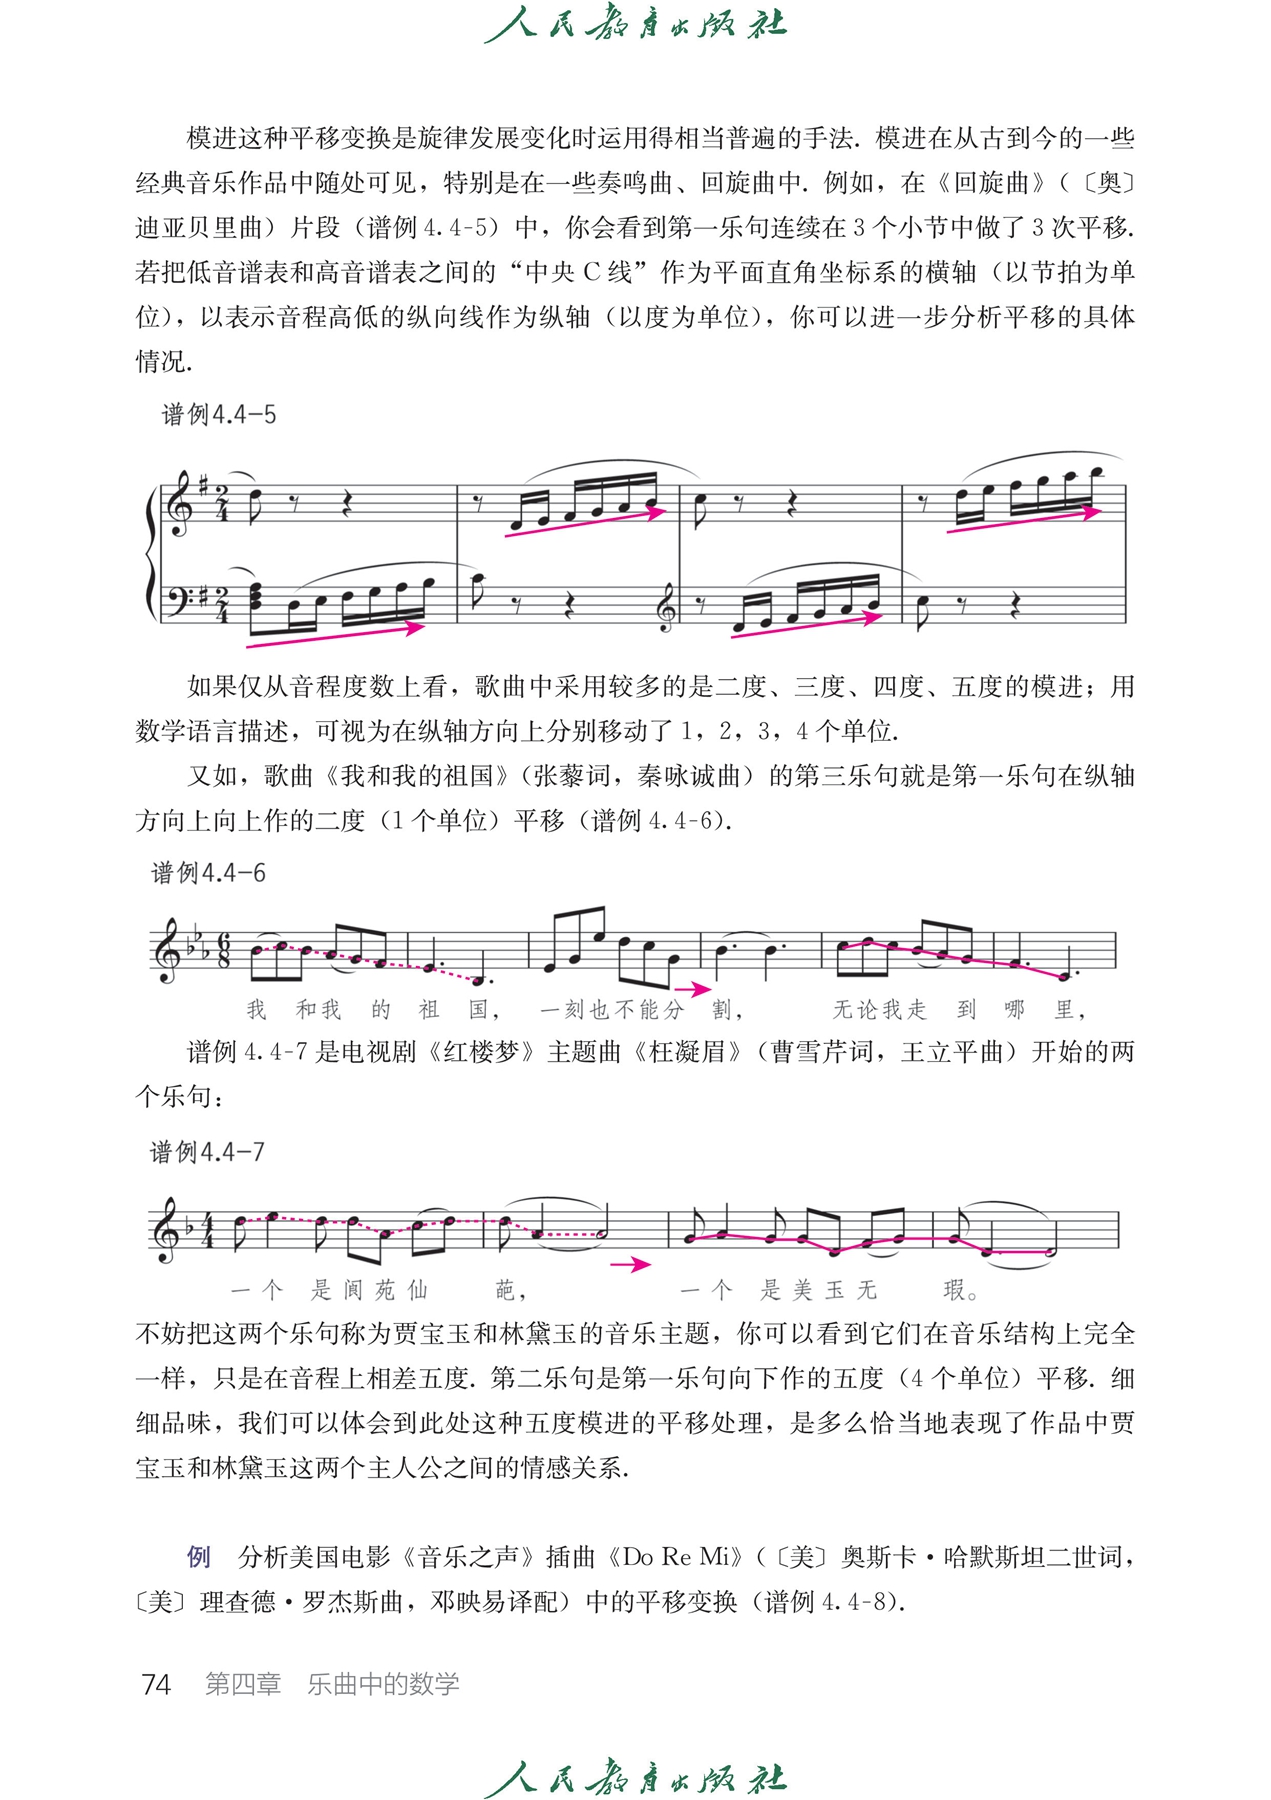 人民教育出版社
模进这种平移变换是旋律发展变化时运用得相当普遍的手法. 模进在从古到今的一些
经典音乐作品中随处可见，特别是在一些奏鸣曲、回旋曲中. 例如，在《回旋曲》（〔奥〕
迪亚贝里曲）片段（谱例 4.4-5）中，你会看到第一乐句连续在 3 个小节中做了 3 次平移.
若把低音谱表和高音谱表之间的“中央 C 线”作为平面直角坐标系的横轴（以节拍为单
位），以表示音程高低的纵向线作为纵轴（以度为单位），你可以进一步分析平移的具体
情况.
谱例4.4-5
如果仅从音程度数上看，歌曲中采用较多的是二度、三度、四度、五度的模进；用
数学语言描述，可视为在纵轴方向上分别移动了 1，2，3，4 个单位.
又如，歌曲《我和我的祖国》（张藜词，秦咏诚曲）的第三乐句就是第一乐句在纵轴
方向上向上作的二度（1 个单位）平移（谱例 4.4-6）.
谱例4.4-6
我 和我 的 祖 国， 一刻也不能分 割， 无论我走 到 哪 里，
谱例 4.4-7 是电视剧《红楼梦》主题曲《枉凝眉》（曹雪芹词，王立平曲）开始的两
个乐句：
谱例4.4-7
一个 是阆苑仙 葩， 一个 是美玉无 瑕。
不妨把这两个乐句称为贾宝玉和林黛玉的音乐主题，你可以看到它们在音乐结构上完全
一样，只是在音程上相差五度. 第二乐句是第一乐句向下作的五度（4 个单位）平移. 细
细品味，我们可以体会到此处这种五度模进的平移处理，是多么恰当地表现了作品中贾
宝玉和林黛玉这两个主人公之间的情感关系.
例 分析美国电影《音乐之声》插曲《Do Re Mi》（〔美〕奥斯卡·哈默斯坦二世词，
〔美〕理查德·罗杰斯曲，邓映易译配）中的平移变换（谱例 4.4-8）.
74 第四章 乐曲中的数学
人民教育出版社